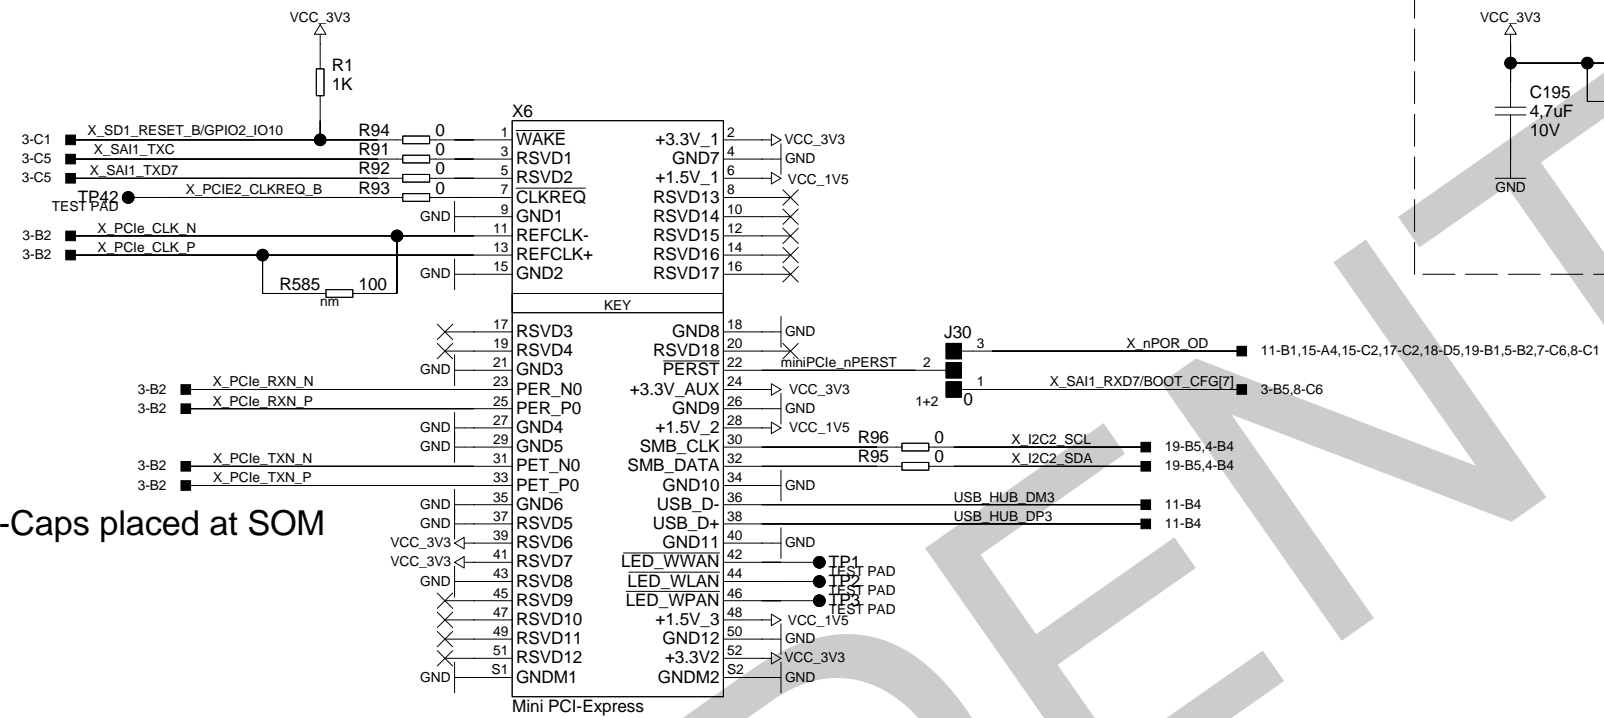 VCC_3V3
R1
1K
X6
3-C1 X_SD1_RESET_B/GPIO2_IO10 R94 0 1 WAKE +3.3V_1 2 VCC_3V3
3-C5 X_SAI1_TXC R91 0 3 RSVD1 GND7 4 GND
3-C5 X_SAI1_TXD7 R92 0 5 RSVD2 +1.5V_1 6 VCC_1V5
TP42 X_PCIE2_CLKREQ_B R93 0 7 CLKREQ RSVD13 8
TEST PAD
GND 9 GND1 RSVD14 10
3-B2 X_PCIe_CLK_N 11 REFCLK- RSVD15 12
3-B2 X_PCIe_CLK_P 13 REFCLK+ RSVD16 14
GND 15 GND2 RSVD17 16
R585 100
nm
KEY
17 RSVD3 GND8 18 GND
19 RSVD4 RSVD18 20
GND 21 GND3 PERST 22 miniPCIe_nPERST 2
J30
3 X_nPOR_OD 11-B1,15-A4,15-C2,17-C2,18-D5,19-B1,5-B2,7-C6,8-C1
3-B2 X_PCIe_RXN_N 23 PER_N0 +3.3V_AUX 24 VCC_3V3
1 X_SAI1_RXD7/BOOT_CFG[7] 3-B5,8-C6
1+2 0
3-B2 X_PCIe_RXN_P 25 PER_P0 GND9 26 GND
GND 27 GND4 +1.5V_2 28 VCC_1V5
GND 29 GND5 SMB_CLK 30 R96 0 X_I2C2_SCL 19-B5,4-B4
3-B2 X_PCIe_TXN_N 31 PET_N0 SMB_DATA 32 R95 0 X_I2C2_SDA 19-B5,4-B4
3-B2 X_PCIe_TXN_P 33 PET_P0 GND10 34 GND
GND 35 GND6 USB_D- 36 USB_HUB_DM3 11-B4
-Caps placed at SOM
GND 37 RSVD5 USB_D+ 38 USB_HUB_DP3 11-B4
VCC_3V3 39 RSVD6 GND11 40 GND
VCC_3V3 41 RSVD7 LED_WWAN 42 TP1
TEST PAD
GND 43 RSVD8 LED_WLAN 44 TP2
TEST PAD
45 RSVD9 LED_WPAN 46 TP3
TEST PAD
47 RSVD10 +1.5V_3 48 VCC_1V5
49 RSVD11 GND12 50 GND
51 RSVD12 +3.3V2 52 VCC_3V3
GND S1 GNDM1 GNDM2 S2 GND
Mini PCI-Express
VCC_3V3
C195
4,7uF
10V
GND